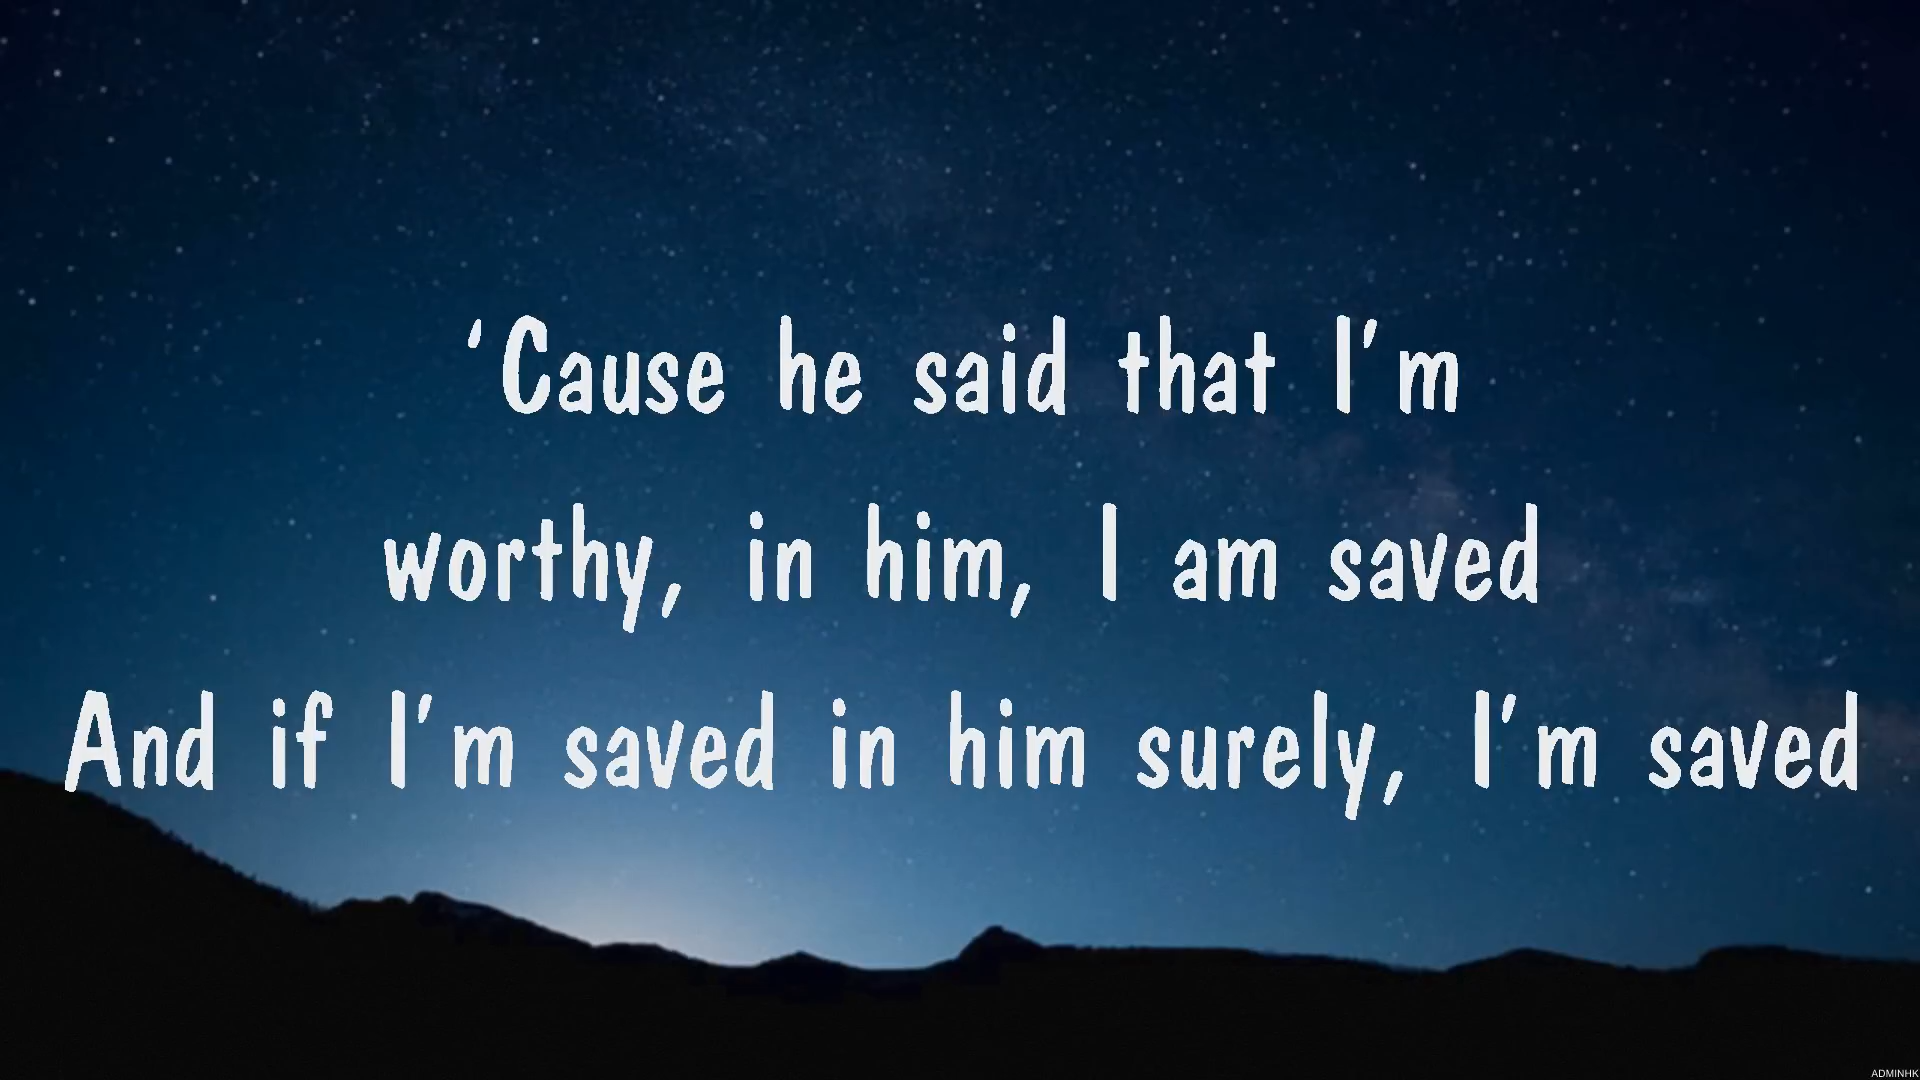 ‘Cause he said that I’m
worthy, in him, I am saved
And if I’m saved in him surely, I’m saved
ADMINHK